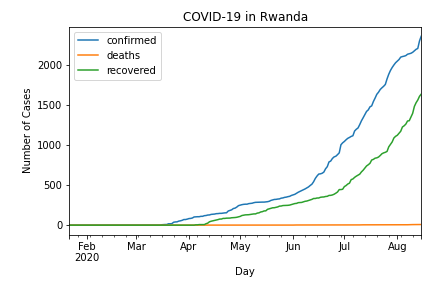 COVID-19 in Rwanda
confirmed
deaths
recovered
Number of Cases
2000
1500
1000
500
0
Feb Mar Apr May Jun Jul Aug
2020
Day